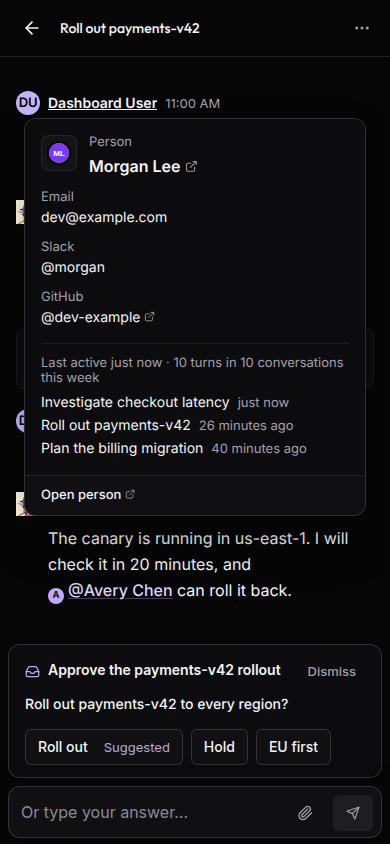 Roll out payments-v42
DU Dashboard User 11:00 AM
Person
ML
Morgan Lee
Email
dev@example.com
Slack
@morgan
GitHub
@dev-example
Last active just now · 10 turns in 10 conversations
this week
Investigate checkout latency just now
Roll out payments-v42 26 minutes ago
Plan the billing migration 40 minutes ago
Open person
The canary is running in us-east-1. I will
check it in 20 minutes, and
A @Avery Chen can roll it back.
Approve the payments-v42 rollout Dismiss
Roll out payments-v42 to every region?
Roll out Suggested Hold EU first
Or type your answer...